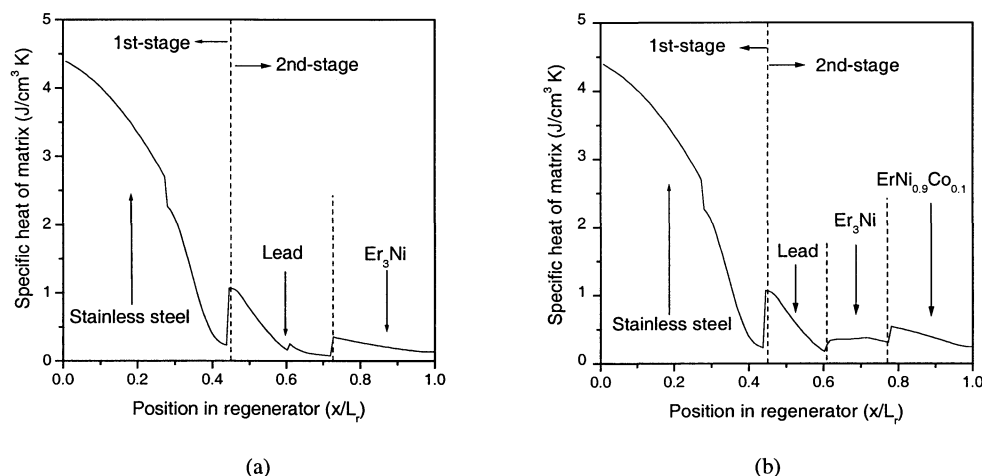 5
4
3
2
1
0
0.0 0.2 0.4 0.6 0.8 1.0
Specific heat of matrix (J/cm³ K)
Position in regenerator (x/Lᵣ)
1st-stage
2nd-stage
Stainless steel
Lead
Er₃Ni
(a)
5
4
3
2
1
0
0.0 0.2 0.4 0.6 0.8 1.0
Specific heat of matrix (J/cm³ K)
Position in regenerator (x/Lᵣ)
1st-stage
2nd-stage
Stainless steel
Lead
Er₃Ni
ErNi₀.₉Co₀.₁
(b)